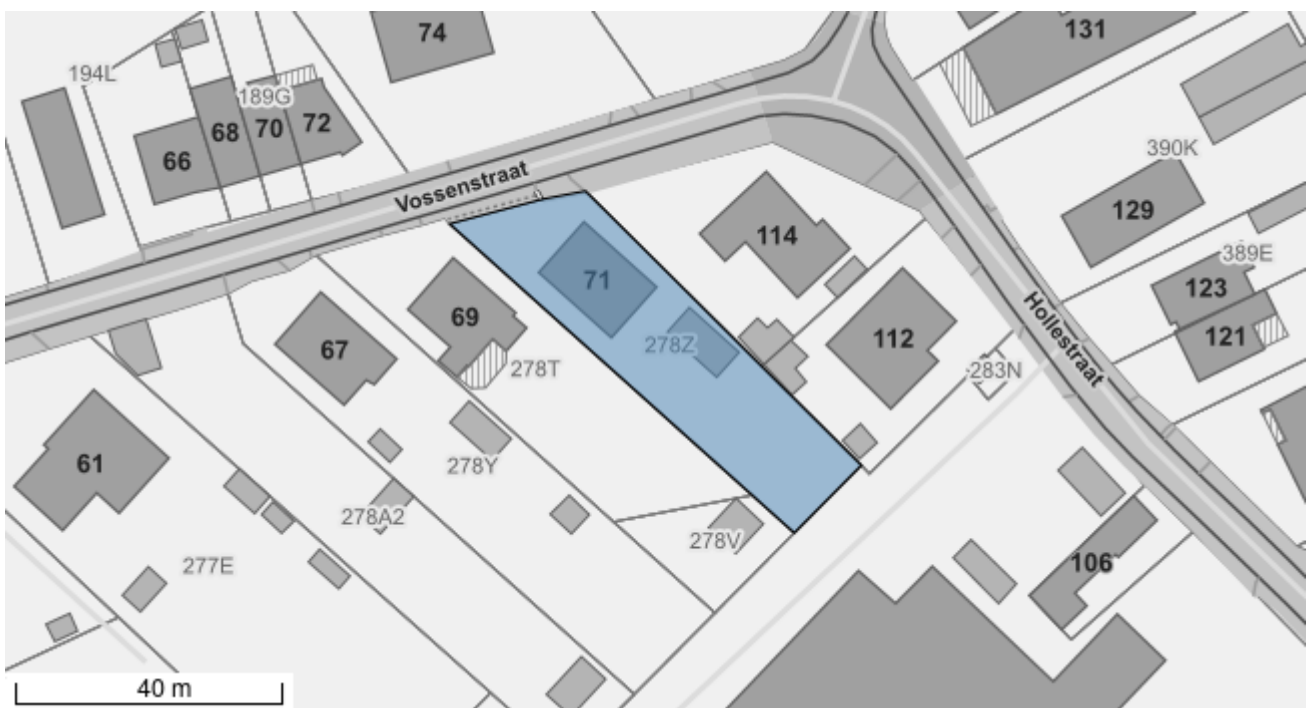 131
74
194L
189G
68
70
72
66
390K
Vossenstraat
129
114
389E
71
123
69
Hollestraat
121
67
278Z
112
278T
283N
61
278Y
278A2
278V
106
277E
40 m